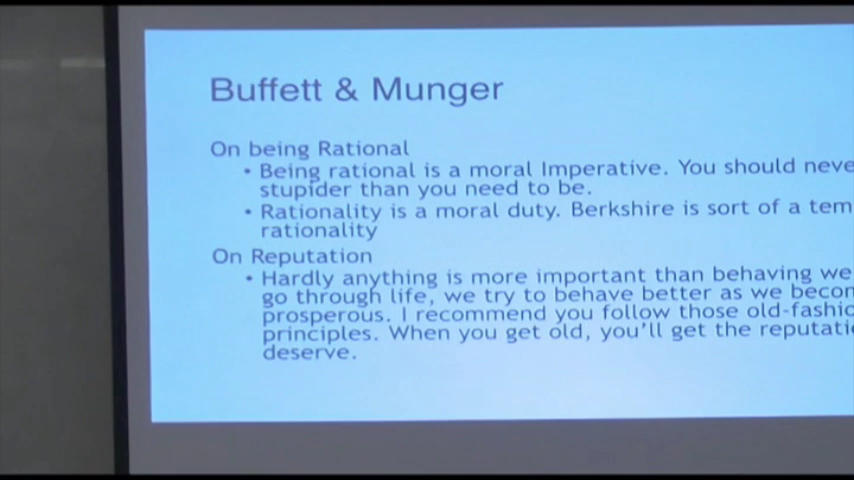 Buffett & Munger
On being Rational
• Being rational is a moral Imperative. You should neve
stupider than you need to be.
• Rationality is a moral duty. Berkshire is sort of a tem
rationality
On Reputation
• Hardly anything is more important than behaving we
go through life, we try to behave better as we becom
prosperous. I recommend you follow those old-fashio
principles. When you get old, you'll get the reputatio
deserve.